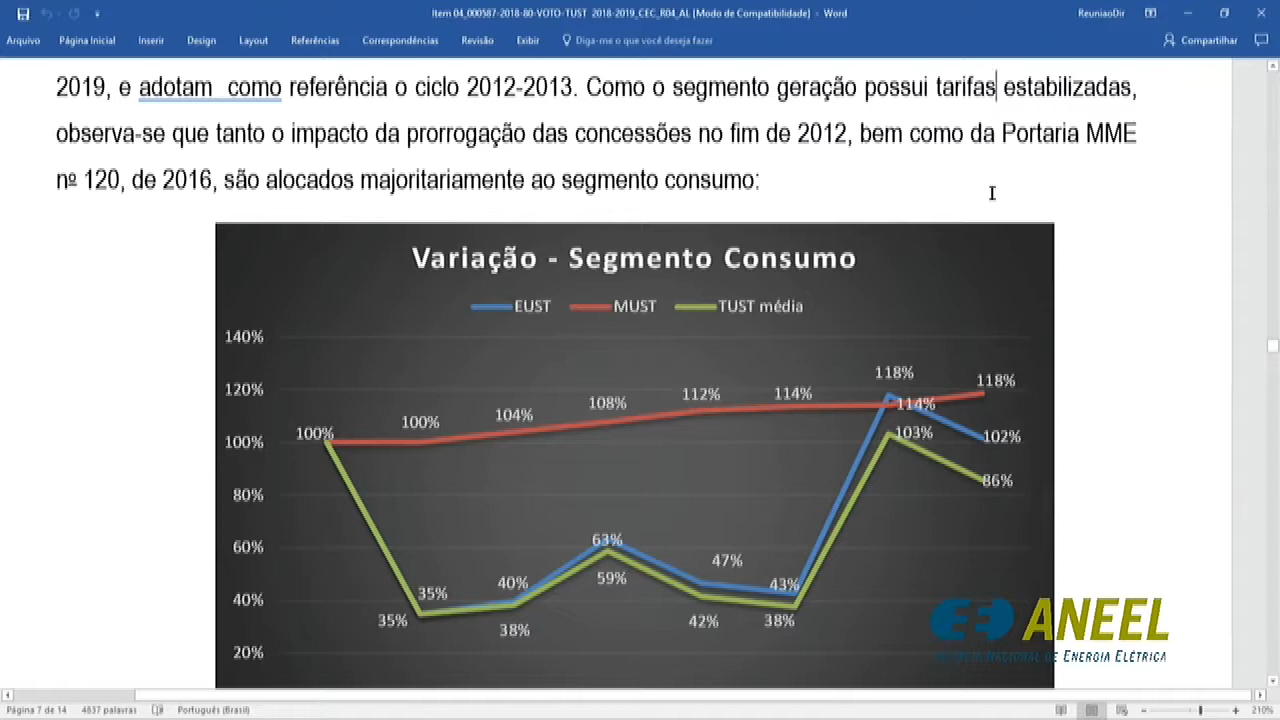 Item 04_000587-2018-80-VOTO-TUST 2018-2019_CEC_R04_AL [Modo de Compatibilidade] - Word
ReuniaoDir
Arquivo Página Inicial Inserir Design Layout Referências Correspondências Revisão Exibir Diga-me o que você deseja fazer Compartilhar
2019, e adotam como referência o ciclo 2012-2013. Como o segmento geração possui tarifas estabilizadas,
observa-se que tanto o impacto da prorrogação das concessões no fim de 2012, bem como da Portaria MME
nº 120, de 2016, são alocados majoritariamente ao segmento consumo:
Variação - Segmento Consumo
EUST MUST TUST média
140%
120%
100%
80%
60%
40%
20%
100% 100% 104% 108% 112% 114% 118% 114% 118%
103% 102% 86%
35% 40% 63% 47% 43%
35% 38% 59% 42% 38%
ANEEL
NACIONAL DE ENERGIA ELÉTRICA
Página 7 de 14 4837 palavras Português (Brasil) 210%